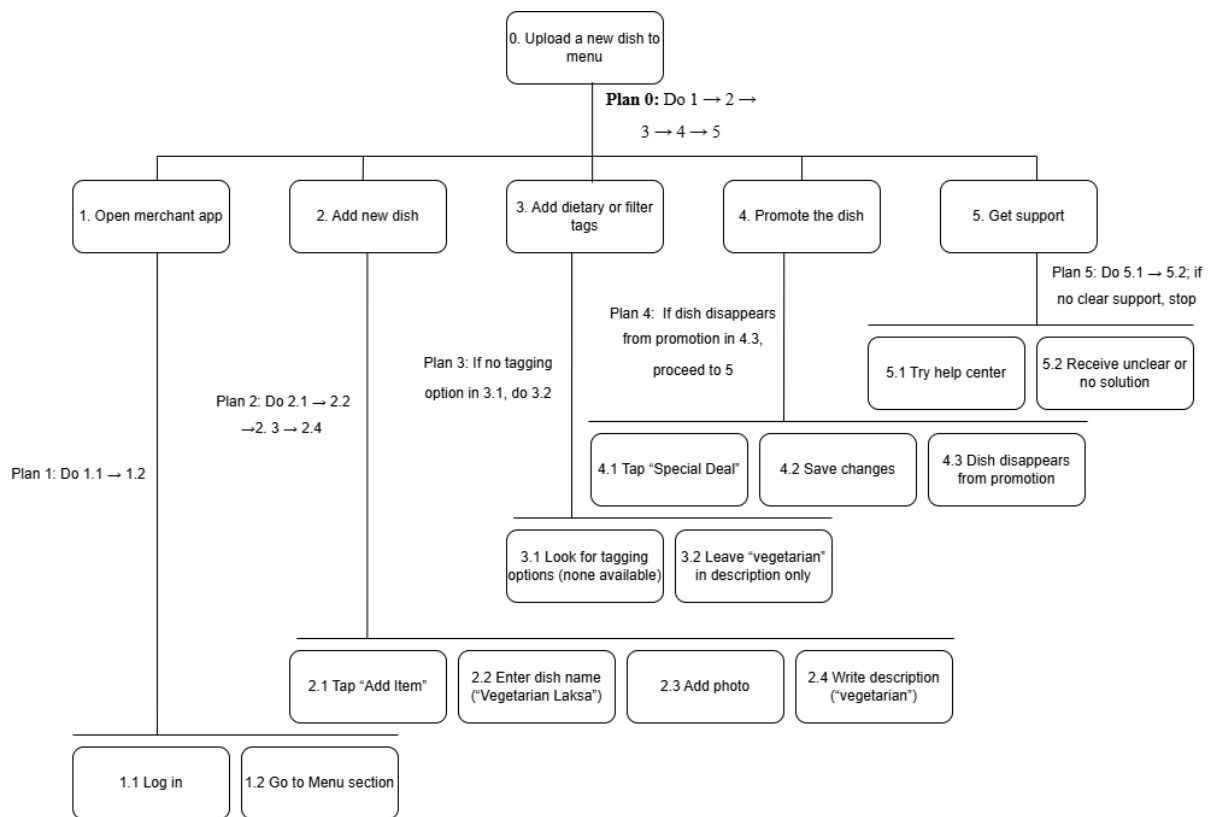 0. Upload a new dish to
menu
Plan 0: Do 1 → 2 →
3 → 4 → 5
1. Open merchant app
2. Add new dish
3. Add dietary or filter
tags
4. Promote the dish
5. Get support
Plan 5: Do 5.1 → 5.2; if
no clear support, stop
Plan 4: If dish disappears
from promotion in 4.3,
proceed to 5
Plan 3: If no tagging
option in 3.1, do 3.2
Plan 2: Do 2.1 → 2.2
→2. 3 → 2.4
Plan 1: Do 1.1 → 1.2
5.1 Try help center
5.2 Receive unclear or
no solution
4.1 Tap “Special Deal”
4.2 Save changes
4.3 Dish disappears
from promotion
3.1 Look for tagging
options (none available)
3.2 Leave “vegetarian”
in description only
2.1 Tap “Add Item”
2.2 Enter dish name
(“Vegetarian Laksa”)
2.3 Add photo
2.4 Write description
(“vegetarian”)
1.1 Log in
1.2 Go to Menu section